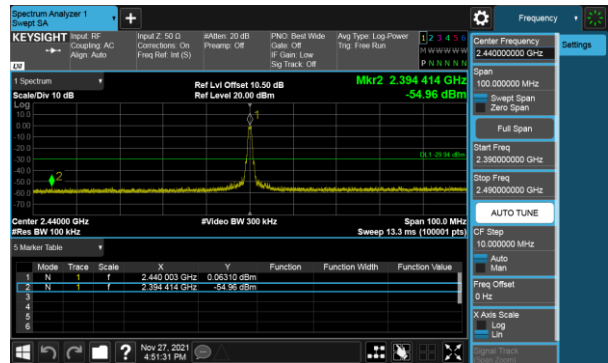 Spectrum Analyzer 1
Swept SA
+
Frequency
KEYSIGHT
Input: RF
Coupling: AC
Align: Auto
Input Z: 50 Ω
Corrections: On
Freq Ref: Int (S)
#Atten: 20 dB
Preamp: Off
PNO: Best Wide
Gate: Off
IF Gain: Low
Sig Track: Off
Avg Type: Log-Power
Trig: Free Run
1 2 3 4 5 6
M W W W W W
P N N N N N
LXI
1 Spectrum
Scale/Div 10 dB
Ref Lvl Offset 10.50 dB
Ref Level 20.00 dBm
Mkr2 2.394 414 GHz
-54.96 dBm
Log
10.0
0.00
-10.0
-20.0
-30.0
-40.0
-50.0
-60.0
-70.0
1
2
DL1 -29.94 dBm
Center 2.44000 GHz
#Res BW 100 kHz
#Video BW 300 kHz
Span 100.0 MHz
Sweep 13.3 ms (100001 pts)
5 Marker Table
Mode Trace Scale X Y Function Function Width Function Value
1 N 1 f 2.440 003 GHz 0.06310 dBm
2 N 1 f 2.394 414 GHz -54.96 dBm
3
4
5
6
Nov 27, 2021
4:51:31 PM
Center Frequency
2.440000000 GHz
Settings
Span
100.000000 MHz
Swept Span
Zero Span
Full Span
Start Freq
2.390000000 GHz
Stop Freq
2.490000000 GHz
AUTO TUNE
CF Step
10.000000 MHz
Auto
Man
Freq Offset
0 Hz
X Axis Scale
Log
Lin
Signal Track